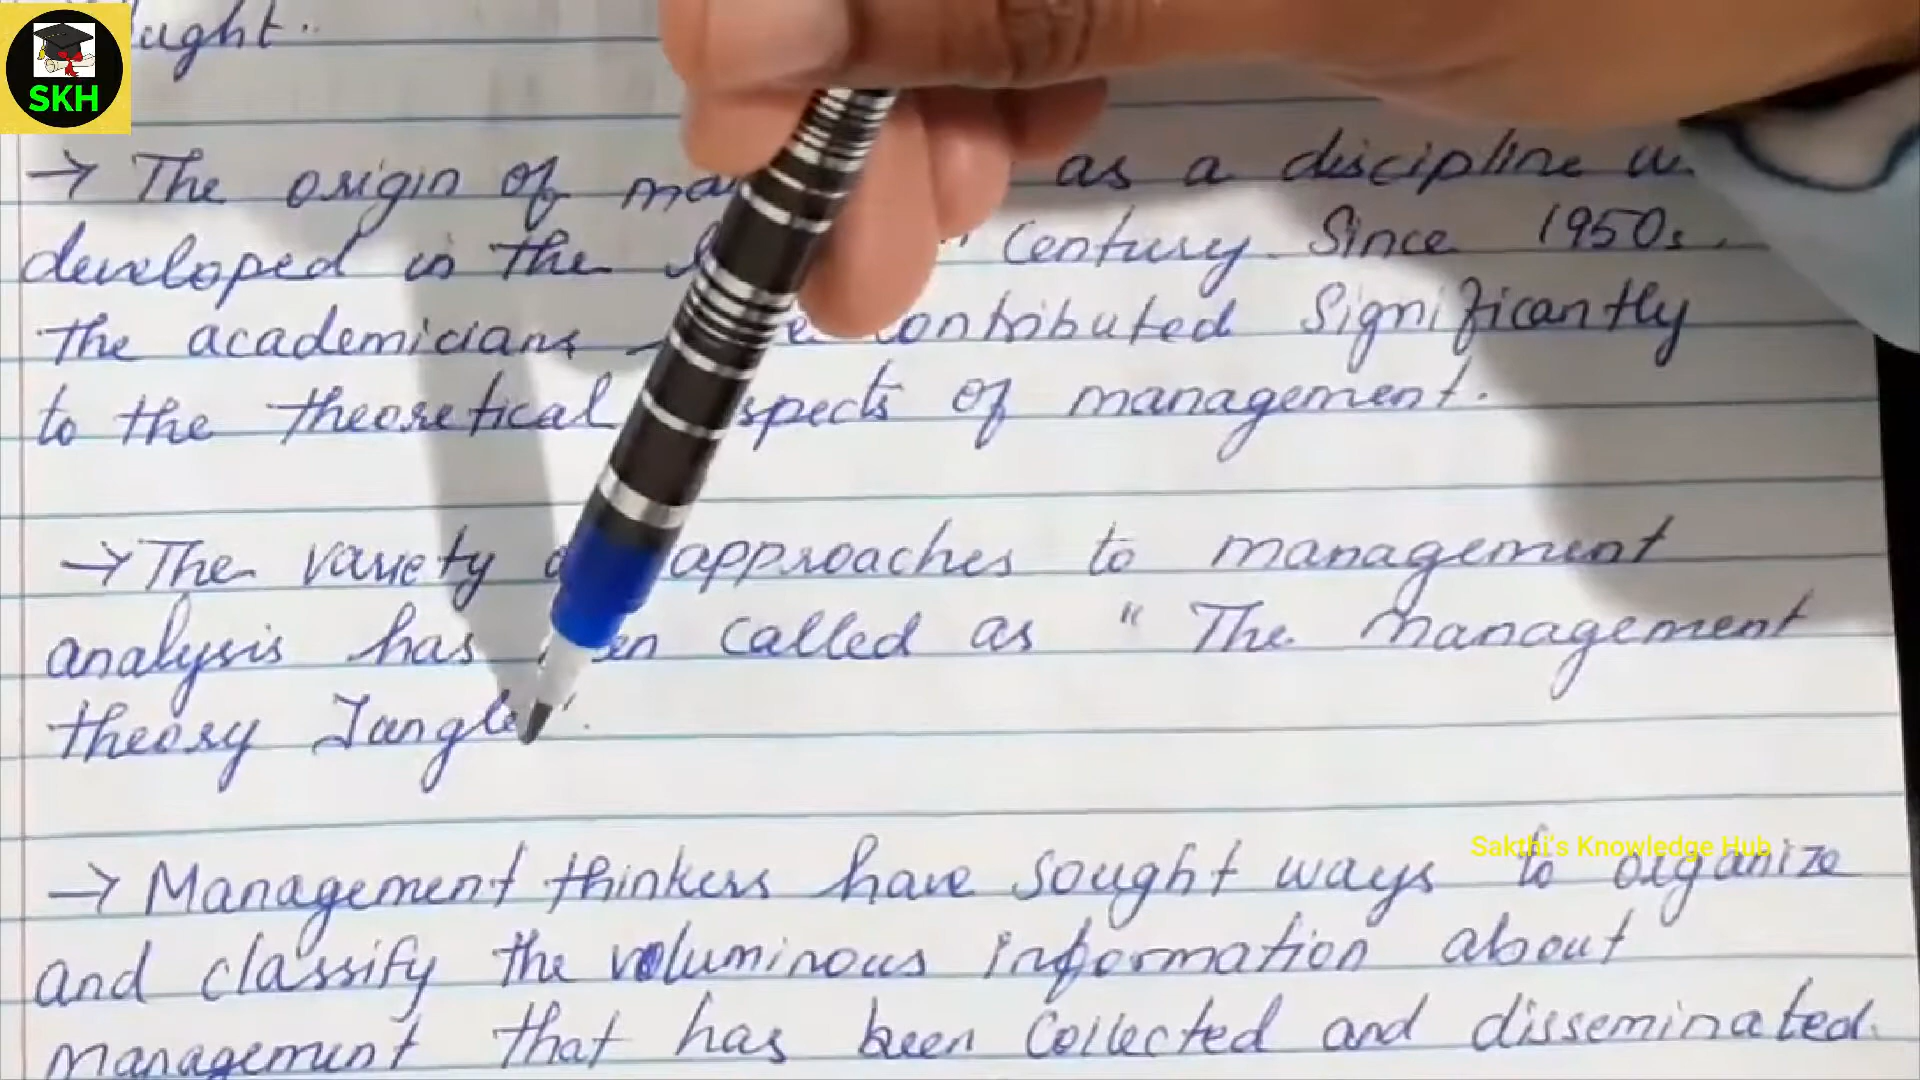 ught.
SKH
→ The origin of as a discipline
developed in the Century. Since 1950s.
the academicians contributed Significantly
to the theoretical aspects of management.
→ The variety approaches to management
analysis has been called as " The Management
theory Jangle".
Sakthi's Knowledge Hub
→ Management thinkers have sought ways to organize
and classify the voluminous information about
management that has been Collected and disseminated.